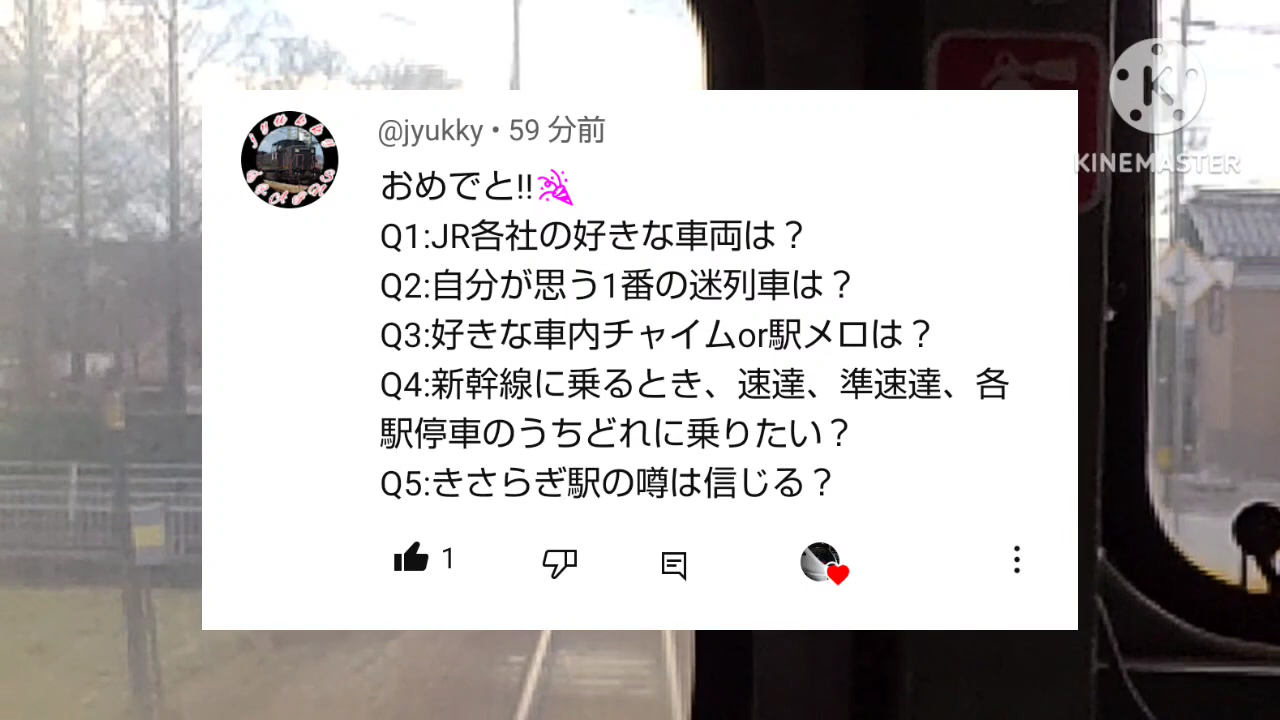 @jyukky • 59 分前
おめでと!!
Q1:JR各社の好きな車両は？
Q2:自分が思う1番の迷列車は？
Q3:好きな車内チャイムor駅メロは？
Q4:新幹線に乗るとき、速達、準速達、各
駅停車のうちどれに乗りたい？
Q5:きさらぎ駅の噂は信じる？
1
K
KINEMASTER